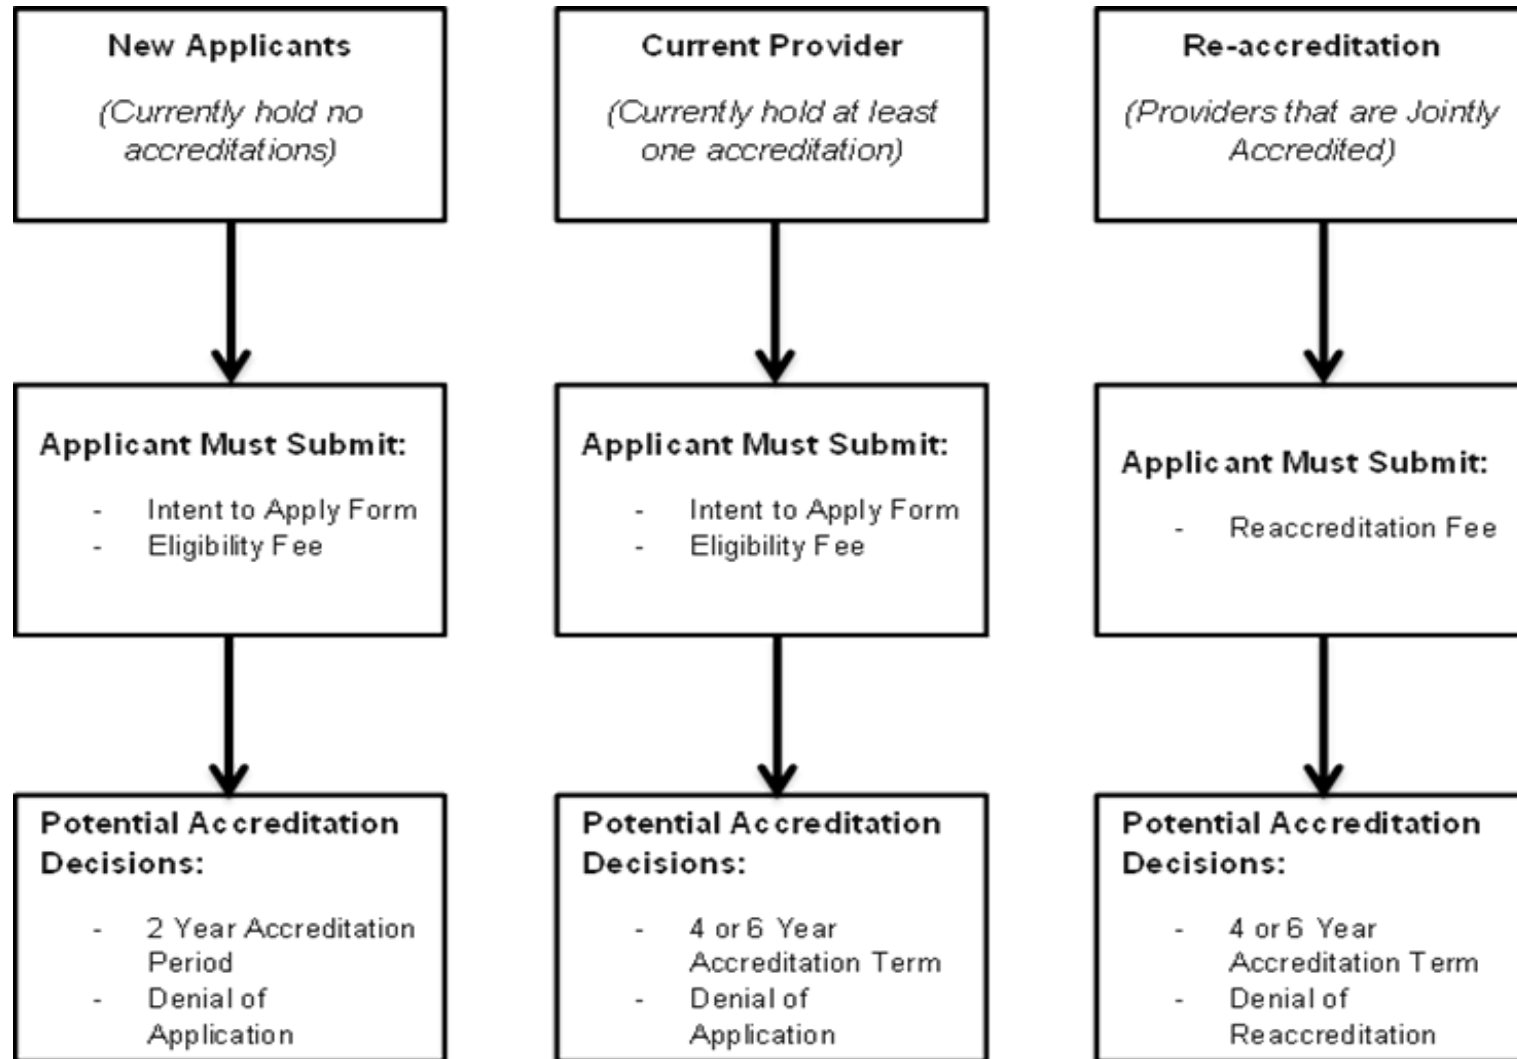 New Applicants
(Currently hold no
accreditations)
Applicant Must Submit:
- Intent to Apply Form
- Eligibility Fee
Potential Accreditation
Decisions:
- 2 Year Accreditation
Period
- Denial of
Application
Current Provider
(Currently hold at least
one accreditation)
Applicant Must Submit:
- Intent to Apply Form
- Eligibility Fee
Potential Accreditation
Decisions:
- 4 or 6 Year
Accreditation Term
- Denial of
Application
Re-accreditation
(Providers that are Jointly
Accredited)
Applicant Must Submit:
- Reaccreditation Fee
Potential Accreditation
Decisions:
- 4 or 6 Year
Accreditation Term
- Denial of
Reaccreditation